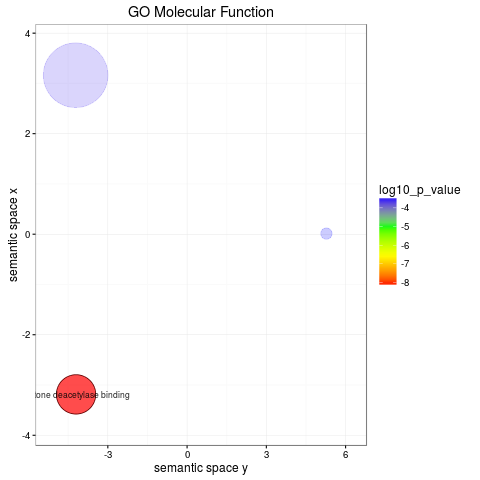 GO Molecular Function
4
2
0
-2
-4
semantic space x
one deacetylase binding
-3
0
3
6
semantic space y
log10_p_value
-4
-5
-6
-7
-8